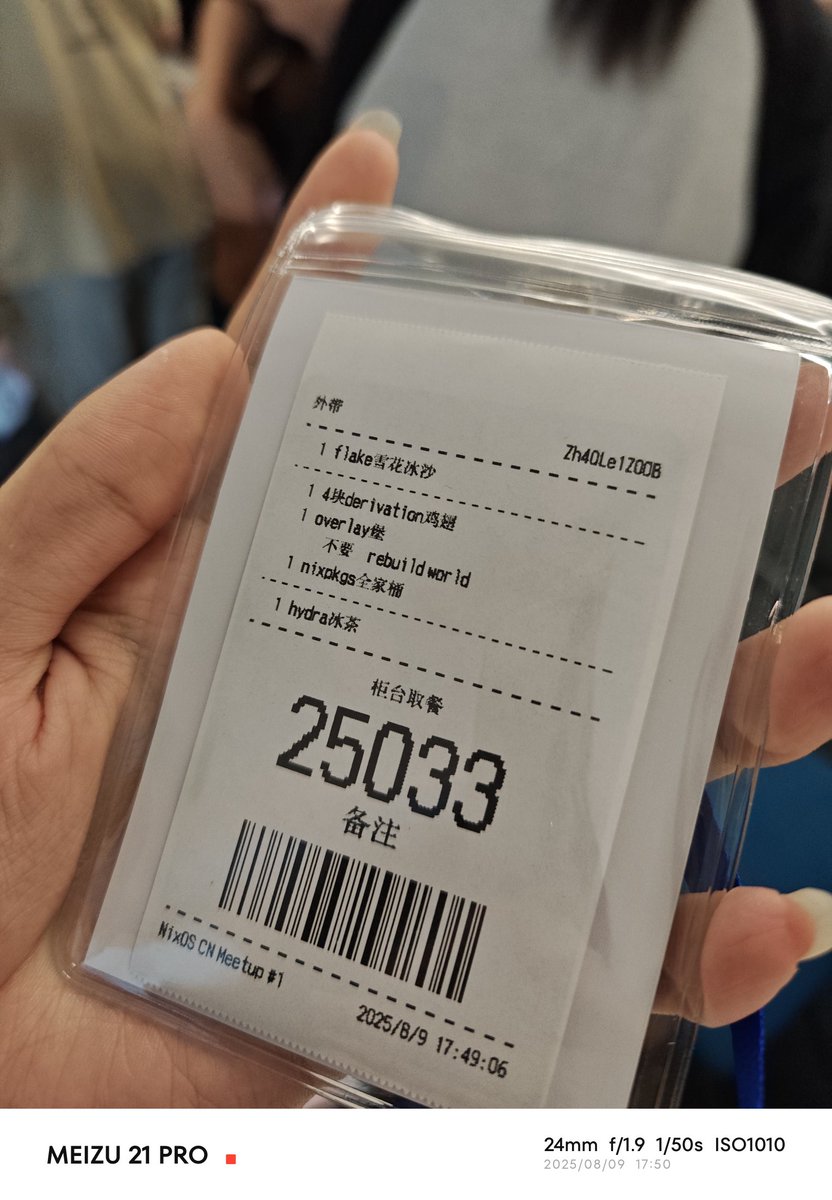 外带
Zh40Le1Z00B
1 flake雪花冰沙
1 4块derivation鸡翅
1 overlay堡
不要 rebuild world
1 nixpkgs全家桶
1 hydra冰茶
柜台取餐
25033
备注
NixOS CN Meetup #1
2025/8/9 17:49:06
MEIZU 21 PRO
24mm f/1.9 1/50s ISO1010
2025/08/09 17:50